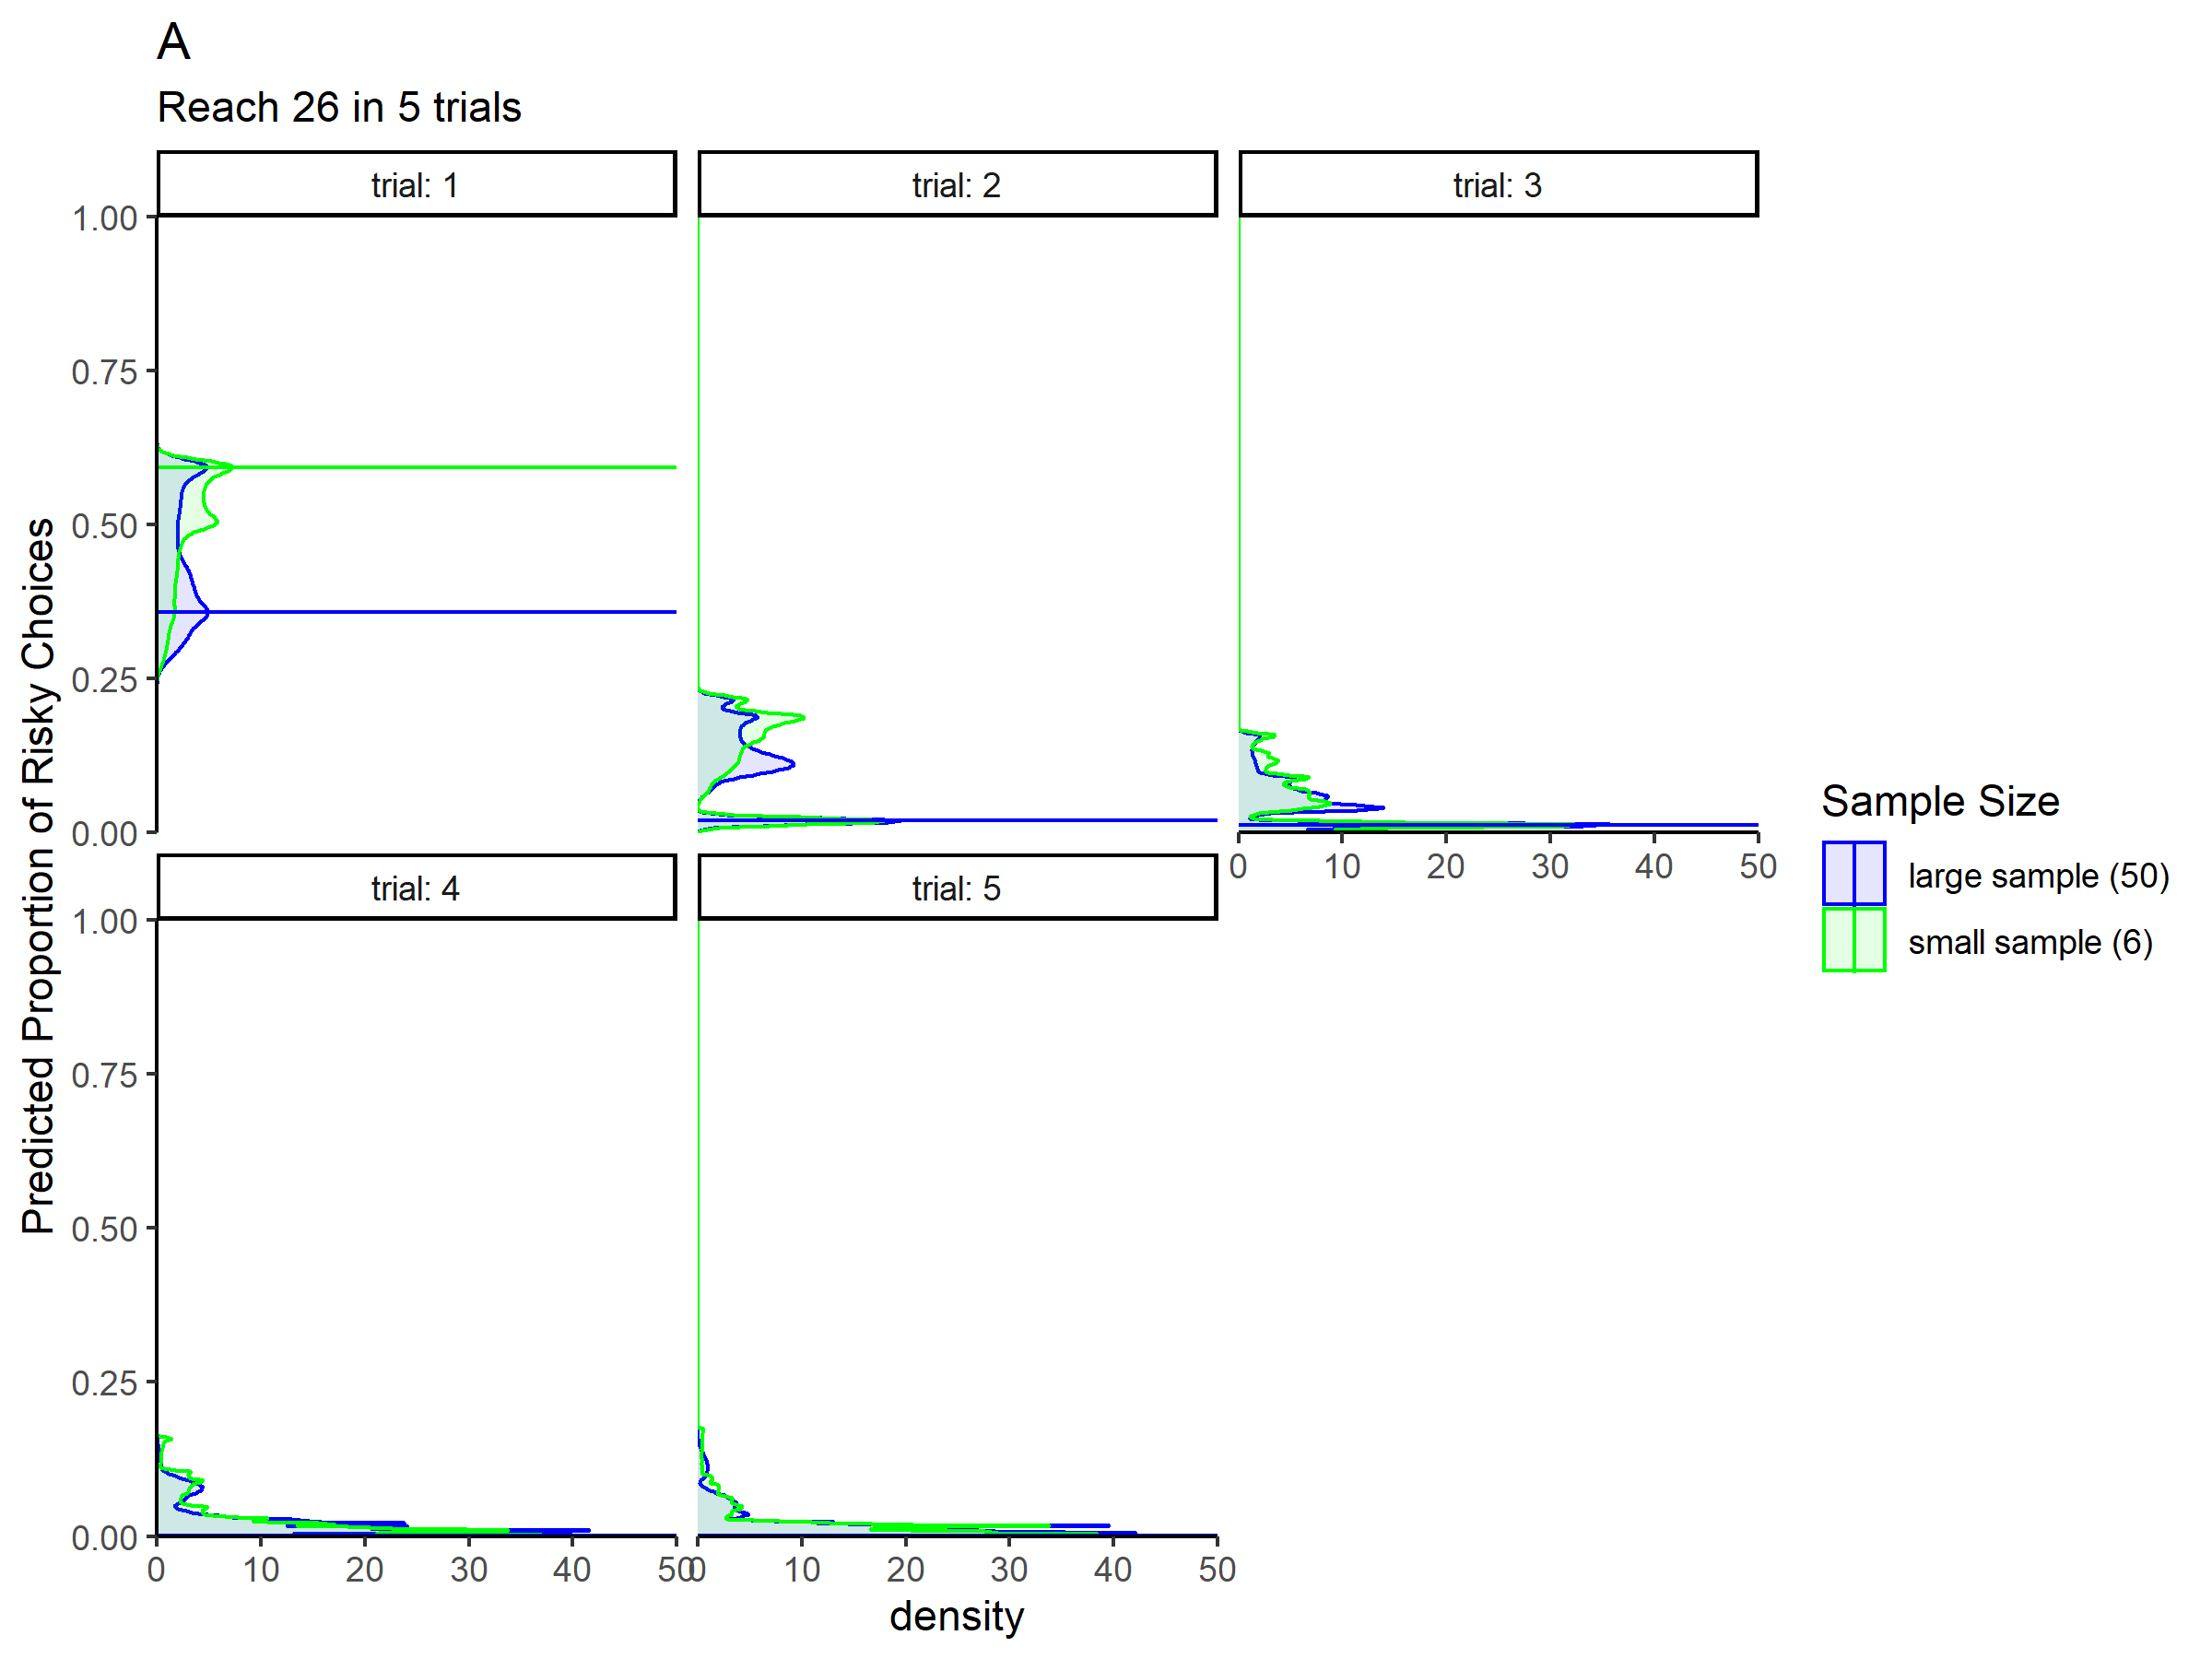 A
Reach 26 in 5 trials
trial: 1
trial: 2
trial: 3
1.00
0.75
0.50
0.25
0.00
0 10 20 30 40 50
Predicted Proportion of Risky Choices
Sample Size
large sample (50)
small sample (6)
trial: 4
trial: 5
1.00
0.75
0.50
0.25
0.00
0 10 20 30 40 50
0 10 20 30 40 50
density